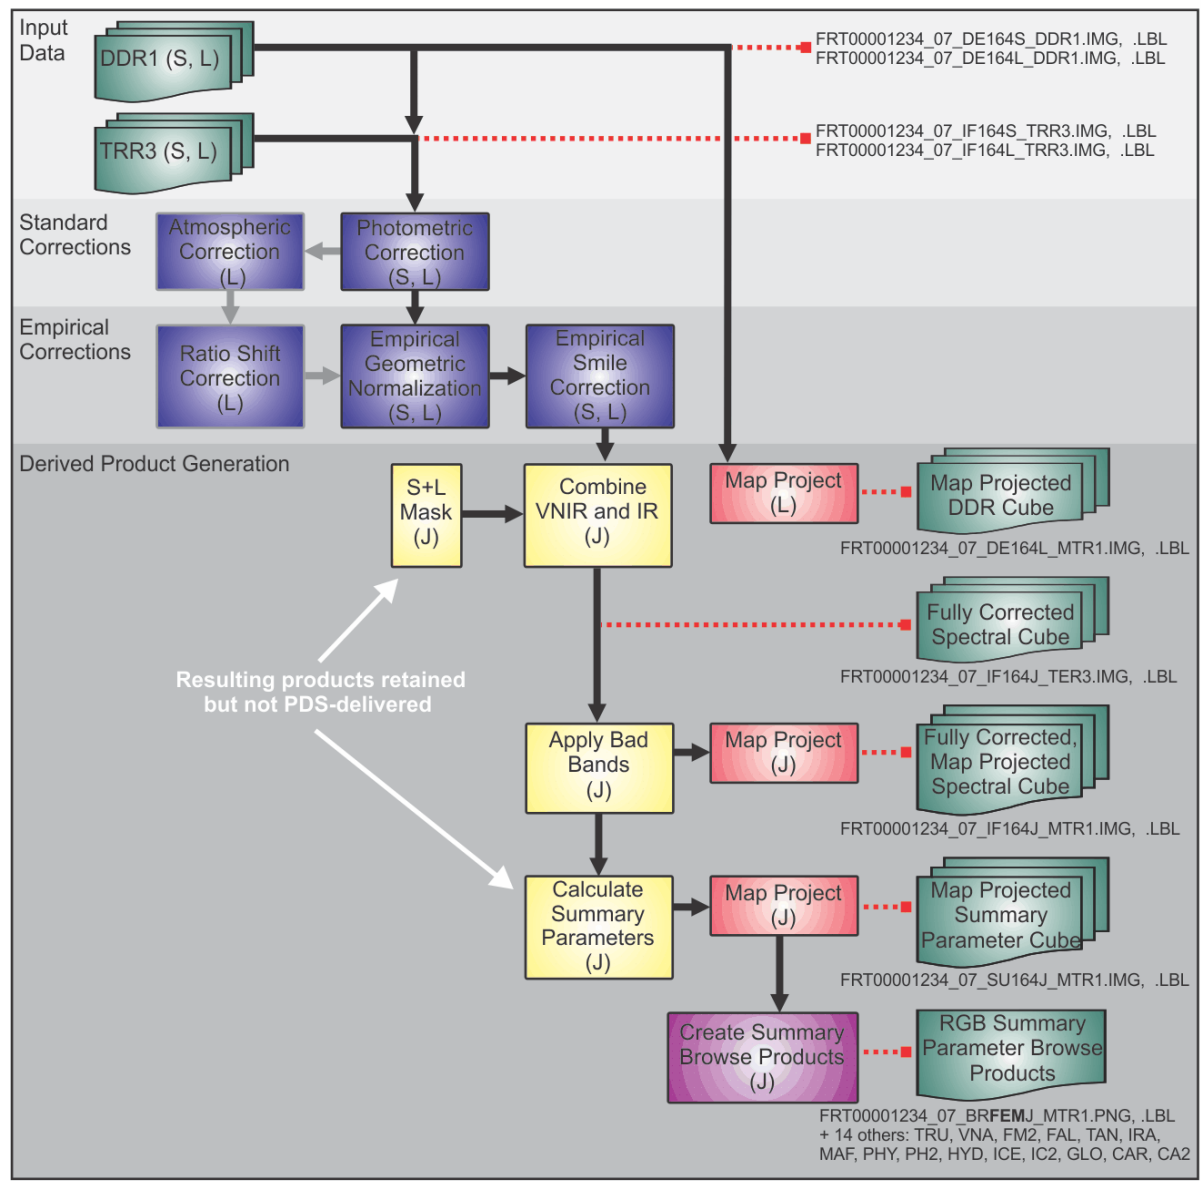 Input
Data
DDR1 (S, L)
FRT00001234_07_DE164S_DDR1.IMG, .LBL
FRT00001234_07_DE164L_DDR1.IMG, .LBL
TRR3 (S, L)
FRT00001234_07_IF164S_TRR3.IMG, .LBL
FRT00001234_07_IF164L_TRR3.IMG, .LBL
Standard
Corrections
Atmospheric
Correction
(L)
Photometric
Correction
(S, L)
Empirical
Corrections
Ratio Shift
Correction
(L)
Empirical
Geometric
Normalization
(S, L)
Empirical
Smile
Correction
(S, L)
Derived Product Generation
S+L
Mask
(J)
Combine
VNIR and IR
(J)
Map Project
(L)
Map Projected
DDR Cube
FRT00001234_07_DE164L_MTR1.IMG, .LBL
Fully Corrected
Spectral Cube
FRT00001234_07_IF164J_TER3.IMG, .LBL
Resulting products retained
but not PDS-delivered
Apply Bad
Bands
(J)
Map Project
(J)
Fully Corrected,
Map Projected
Spectral Cube
FRT00001234_07_IF164J_MTR1.IMG, .LBL
Calculate
Summary
Parameters
(J)
Map Project
(J)
Map Projected
Summary
Parameter Cube
FRT00001234_07_SU164J_MTR1.IMG, .LBL
Create Summary
Browse Products
(J)
RGB Summary
Parameter Browse
Products
FRT00001234_07_BRFEMJ_MTR1.PNG, .LBL
+ 14 others: TRU, VNA, FM2, FAL, TAN, IRA,
MAF, PHY, PH2, HYD, ICE, IC2, GLO, CAR, CA2